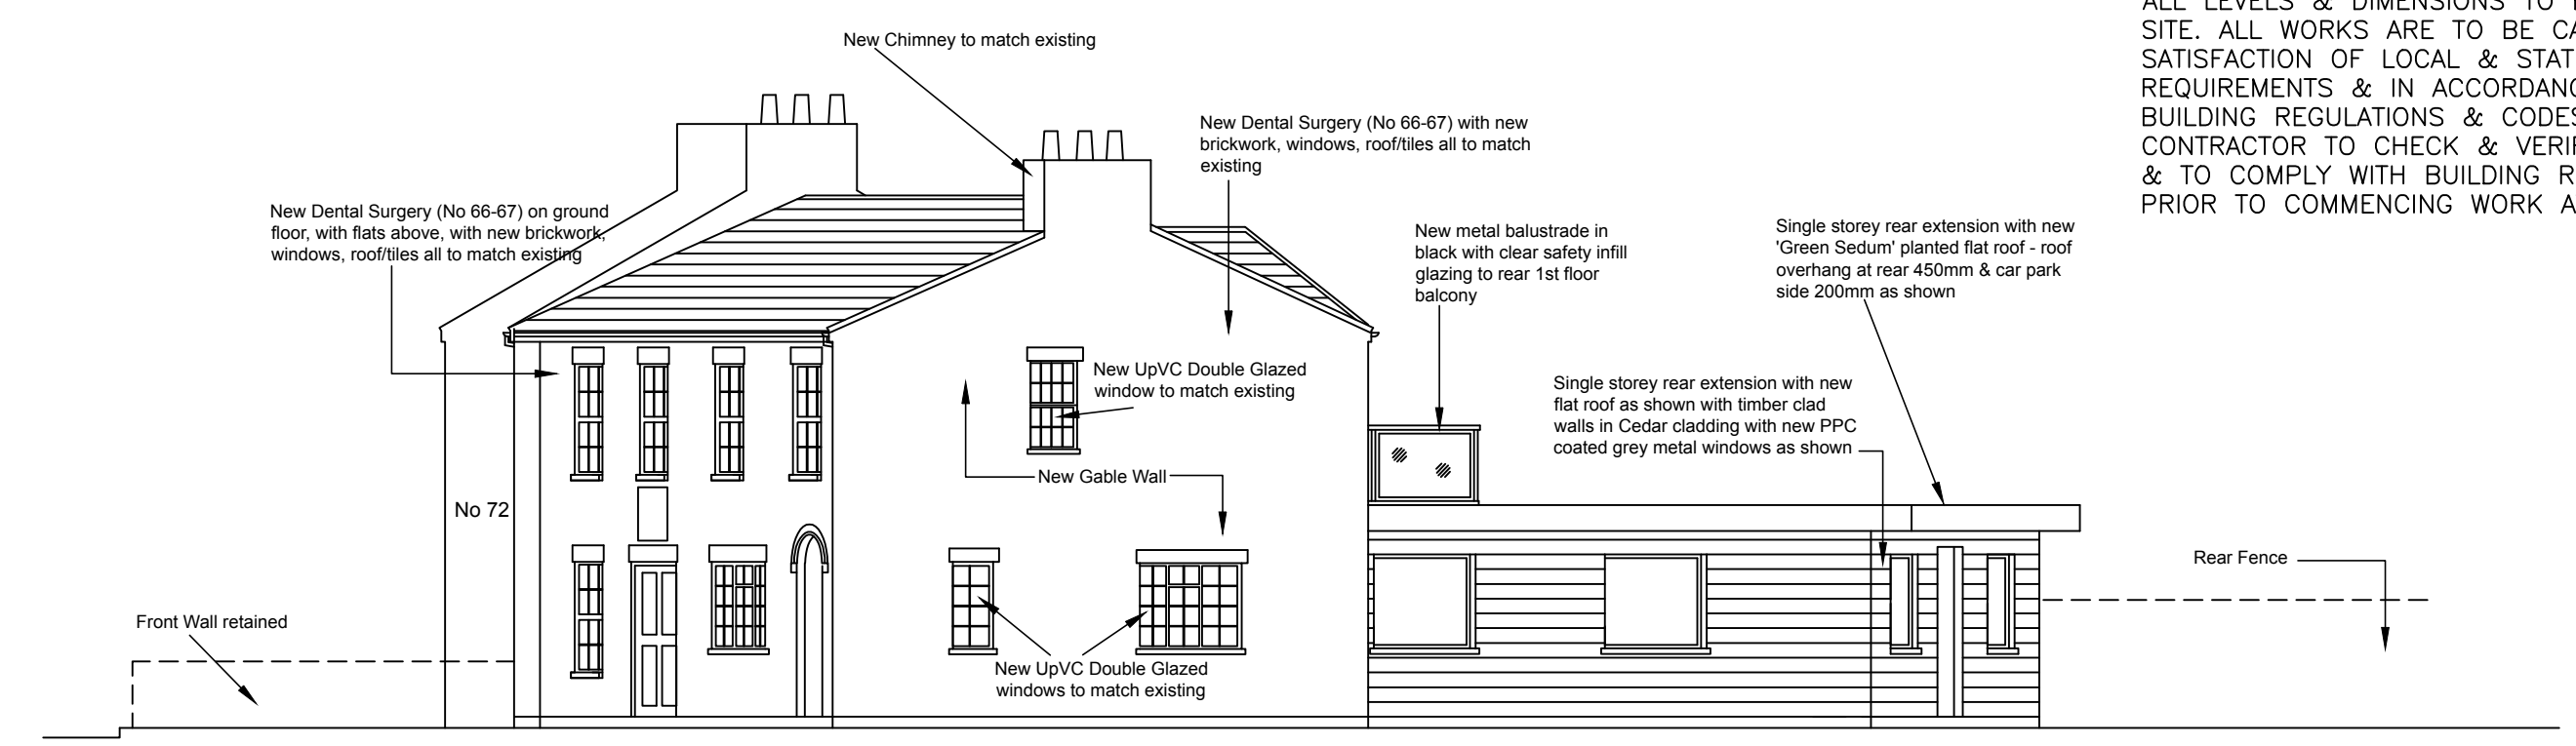 New Chimney to match existing
New Dental Surgery (No 66-67) with new
brickwork, windows, roof/tiles all to match
existing
New Dental Surgery (No 66-67) on ground
floor, with flats above, with new brickwork,
windows, roof/tiles all to match existing
New metal balustrade in
black with clear safety infill
glazing to rear 1st floor
balcony
Single storey rear extension with new
'Green Sedum' planted flat roof - roof
overhang at rear 450mm & car park
side 200mm as shown
ALL LEVELS & DIMENSIONS TO
SITE. ALL WORKS ARE TO BE
SATISFACTION OF LOCAL &
REQUIREMENTS & IN
BUILDING REGULATIONS &
CONTRACTOR TO CHECK &
& TO COMPLY WITH BUILDING
PRIOR TO COMMENCING WORK
New UpVC Double Glazed
window to match existing
Single storey rear extension with new
flat roof as shown with timber clad
walls in Cedar cladding with new PPC
coated grey metal windows as shown
New Gable Wall
No 72
Rear Fence
Front Wall retained
New UpVC Double Glazed
windows to match existing